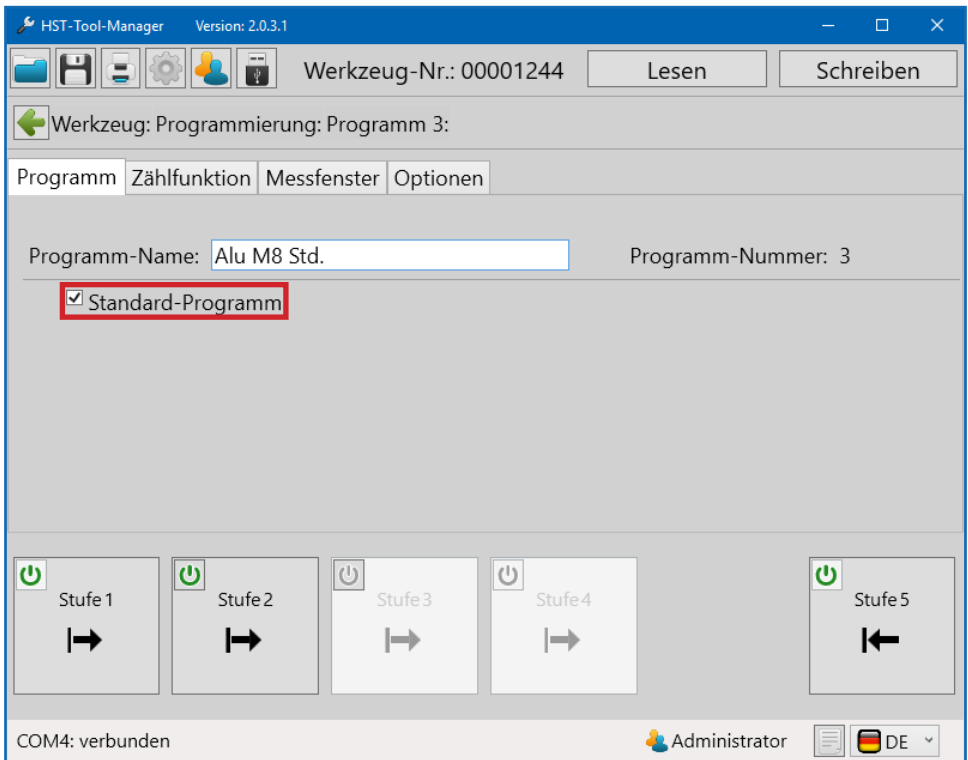 HST-Tool-Manager Version: 2.0.3.1
Werkzeug-Nr.: 00001244 Lesen Schreiben
Werkzeug: Programmierung: Programm 3:
Programm Zählfunktion Messfenster Optionen
Programm-Name: Alu M8 Std. Programm-Nummer: 3
Standard-Programm
Stufe 1 Stufe 2 Stufe 3 Stufe 4 Stufe 5
COM4: verbunden Administrator DE